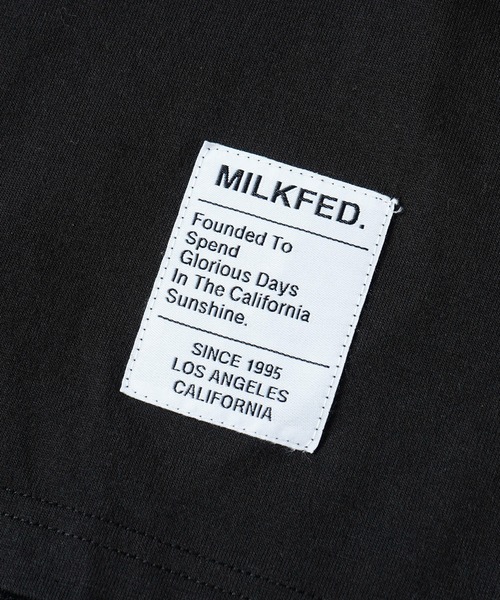 MILKFED.
Founded To
Spend
Glorious Days
In The California
Sunshine.
SINCE 1995
LOS ANGELES
CALIFORNIA